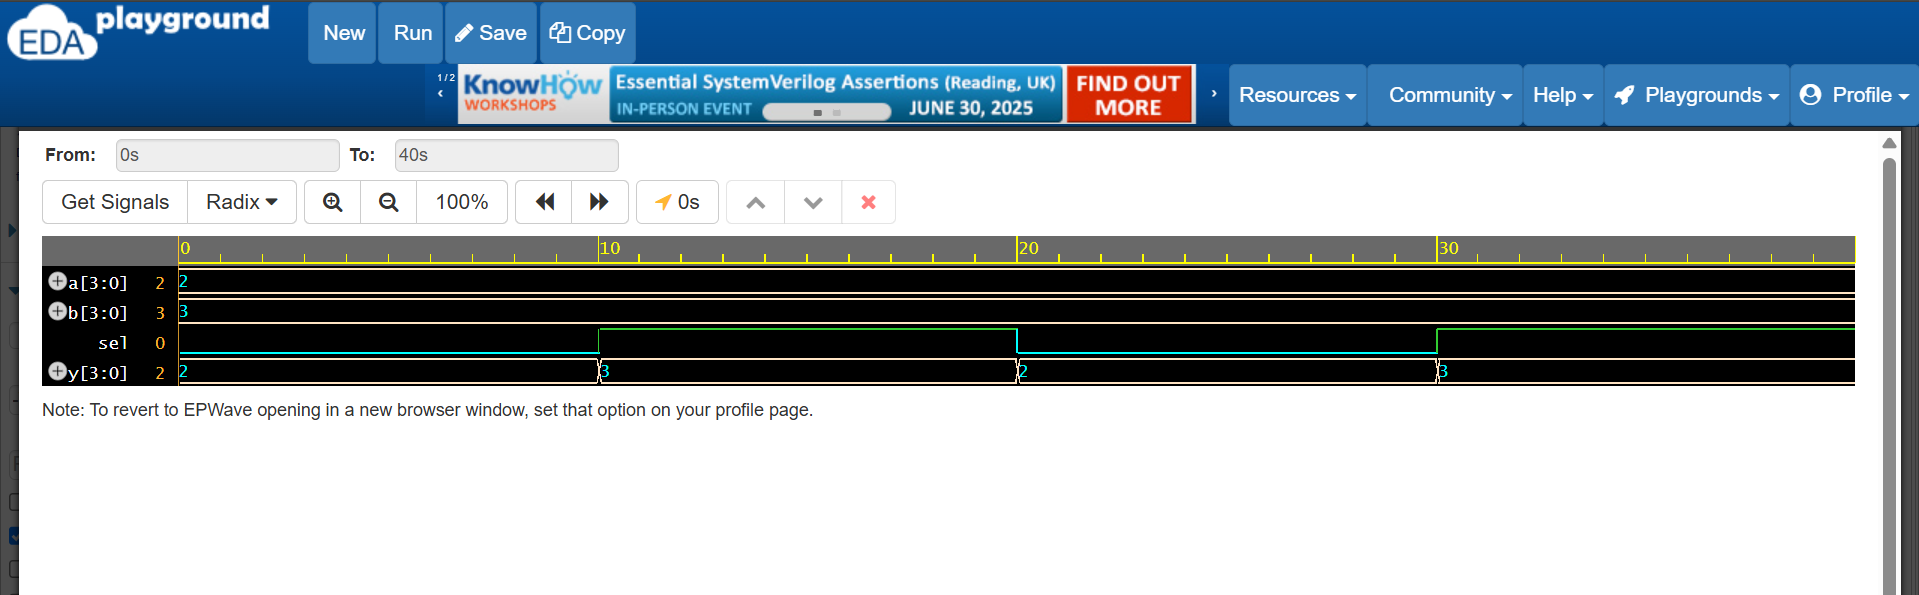 EDA playground
New Run Save Copy
1/2
KnowHow WORKSHOPS
Essential SystemVerilog Assertions (Reading, UK)
IN-PERSON EVENT JUNE 30, 2025
FIND OUT MORE
Resources Community Help Playgrounds Profile
From: 0s To: 40s
Get Signals Radix 100% 0s
0 10 20 30
a[3:0] 2 2
b[3:0] 3 3
sel 0
y[3:0] 2 2 3 2 3
Note: To revert to EPWave opening in a new browser window, set that option on your profile page.